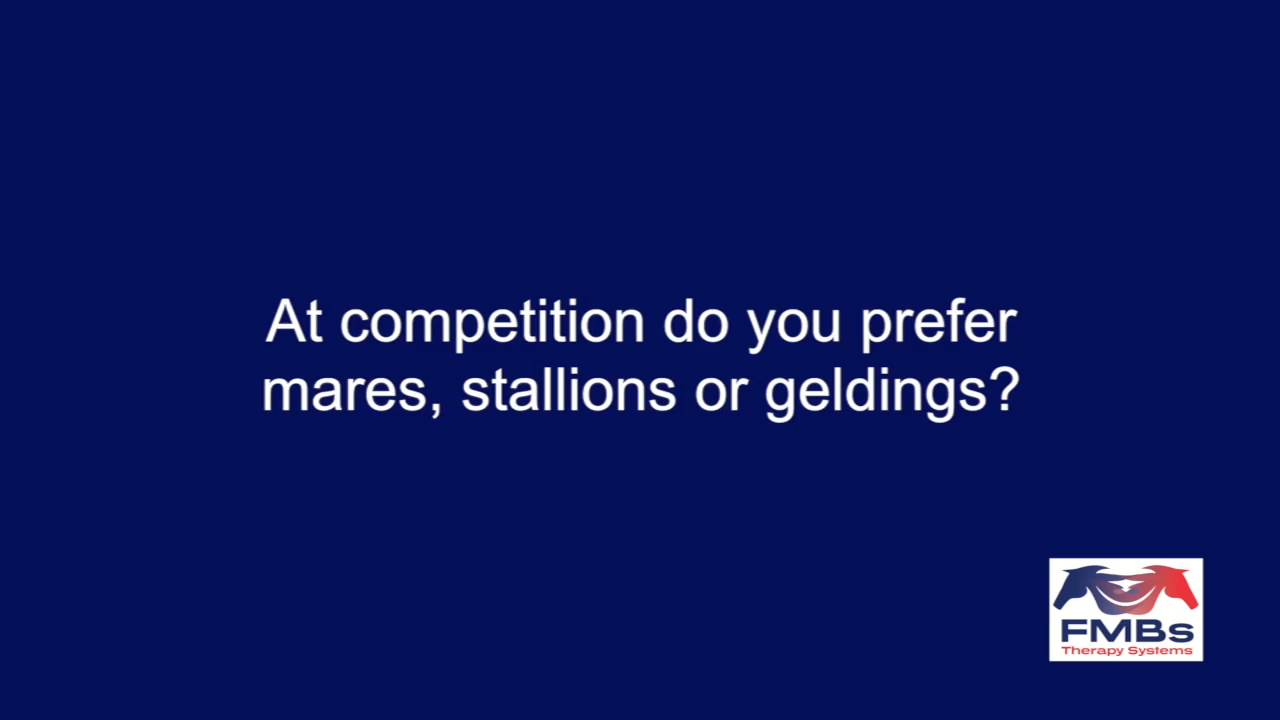 At competition do you prefer
mares, stallions or geldings?
FMBs
Therapy Systems